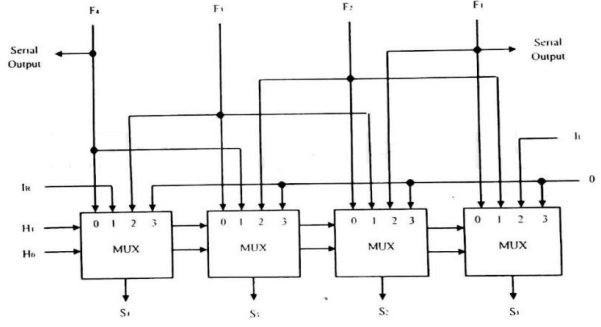 F4 F3 F2 F1
Serial Output
Serial Output
IL
IR
0
H1
H0
0 1 2 3
0 1 2 3
0 1 2 3
0 1 2 3
MUX MUX MUX MUX
S4 S3 S2 S1